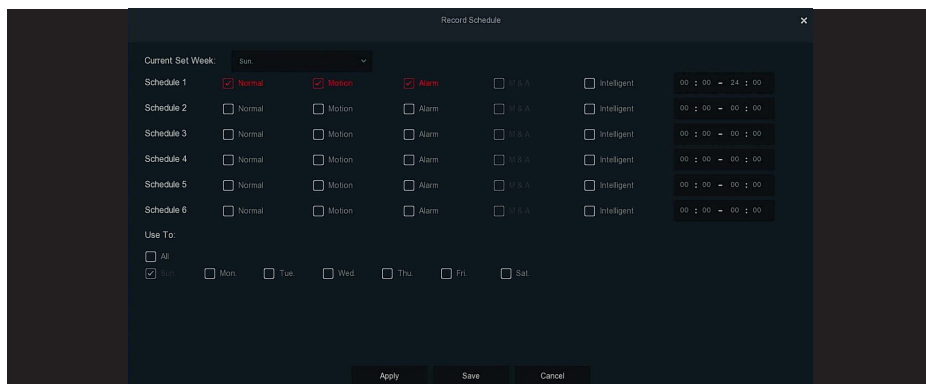 Record Schedule
Current Set Week: Sun.
Schedule 1 Normal Motion Alarm M & A Intelligent 00 : 00 - 24 : 00
Schedule 2 Normal Motion Alarm M & A Intelligent 00 : 00 - 00 : 00
Schedule 3 Normal Motion Alarm M & A Intelligent 00 : 00 - 00 : 00
Schedule 4 Normal Motion Alarm M & A Intelligent 00 : 00 - 00 : 00
Schedule 5 Normal Motion Alarm M & A Intelligent 00 : 00 - 00 : 00
Schedule 6 Normal Motion Alarm M & A Intelligent 00 : 00 - 00 : 00
Use To:
All
Sun. Mon. Tue. Wed. Thu. Fri. Sat.
Apply Save Cancel